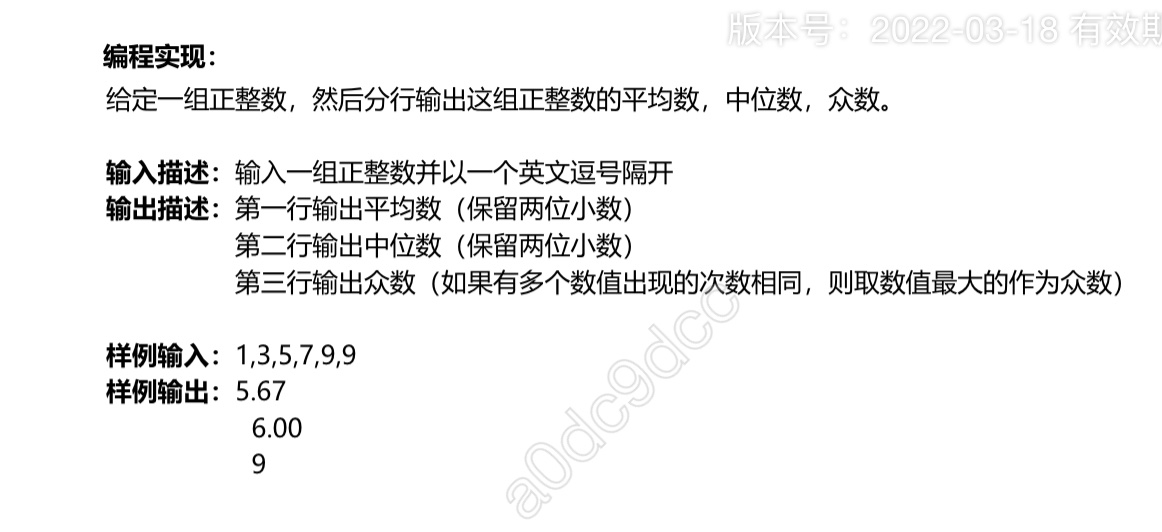 版本号：2022-03-18 有效期
编程实现：
给定一组正整数，然后分行输出这组正整数的平均数，中位数，众数。
输入描述：输入一组正整数并以一个英文逗号隔开
输出描述：第一行输出平均数（保留两位小数）
第二行输出中位数（保留两位小数）
第三行输出众数（如果有多个数值出现的次数相同，则取数值最大的作为众数）
样例输入：1,3,5,7,9,9
样例输出：5.67
6.00
9
a0dc9dcc